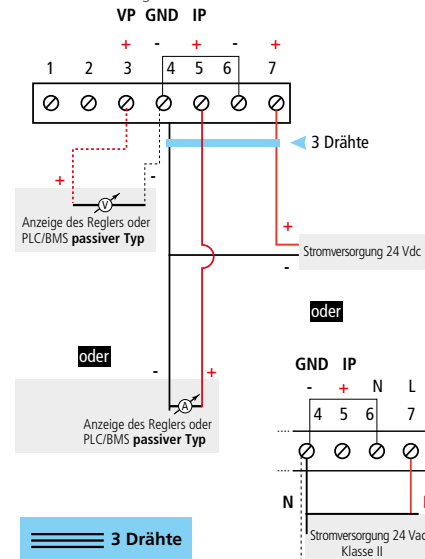 VP GND IP
+ - + - +
1 2 3 4 5 6 7
3 Drähte
+ -
V
Anzeige des Reglers oder
PLC/BMS passiver Typ
+
Stromversorgung 24 Vdc
-
oder
oder
- +
A
Anzeige des Reglers oder
PLC/BMS passiver Typ
GND IP
- + N L
4 5 6 7
N
Stromversorgung 24 Vac
Klasse II
3 Drähte